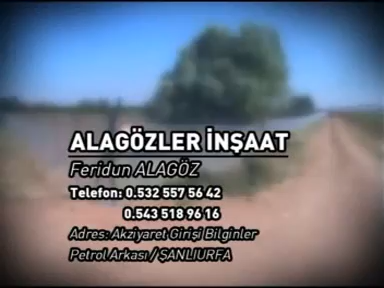 ALAGÖZLER İNŞAAT
Feridun ALAGÖZ
Telefon: 0.532 557 56 42
0.543 518 96 16
Adres: Akziyaret Girişi Bilginler
Petrol Arkası / ŞANLIURFA